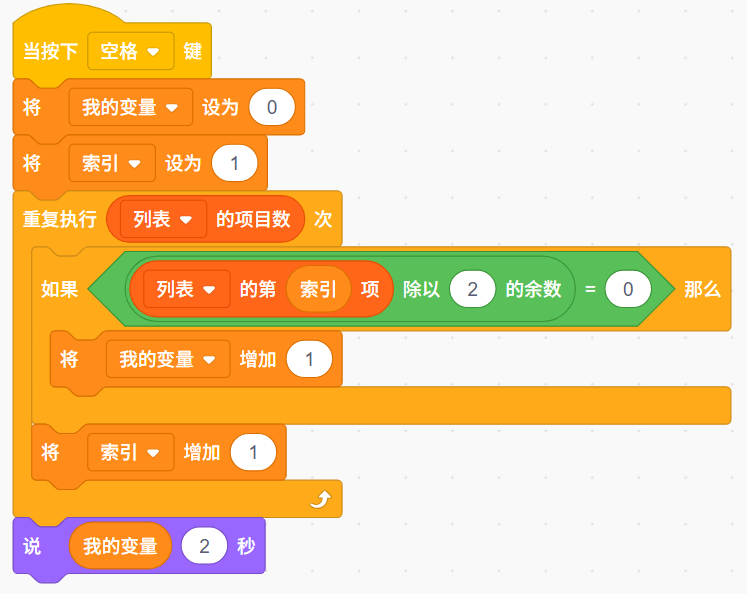 当按下 空格 键
将 我的变量 设为 0
将 索引 设为 1
重复执行 列表 的项目数 次
如果 列表 的第 索引 项 除以 2 的余数 = 0 那么
将 我的变量 增加 1
将 索引 增加 1
说 我的变量 2 秒